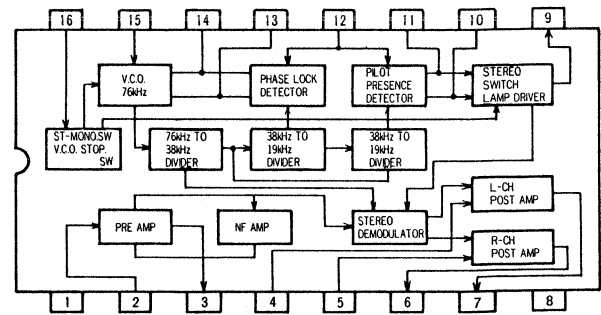 16 15 14 13 12 11 10 9
V.C.O.
76kHz
PHASE LOCK
DETECTOR
PILOT
PRESENCE
DETECTOR
STEREO
SWITCH
LAMP DRIVER
ST-MONO.SW
V.C.O. STOP.
SW
76kHz TO
38kHz
DIVIDER
38kHz TO
19kHz
DIVIDER
38kHz TO
19kHz
DIVIDER
PRE AMP
NF AMP
STEREO
DEMODULATOR
L-CH
POST AMP
R-CH
POST AMP
1 2 3 4 5 6 7 8